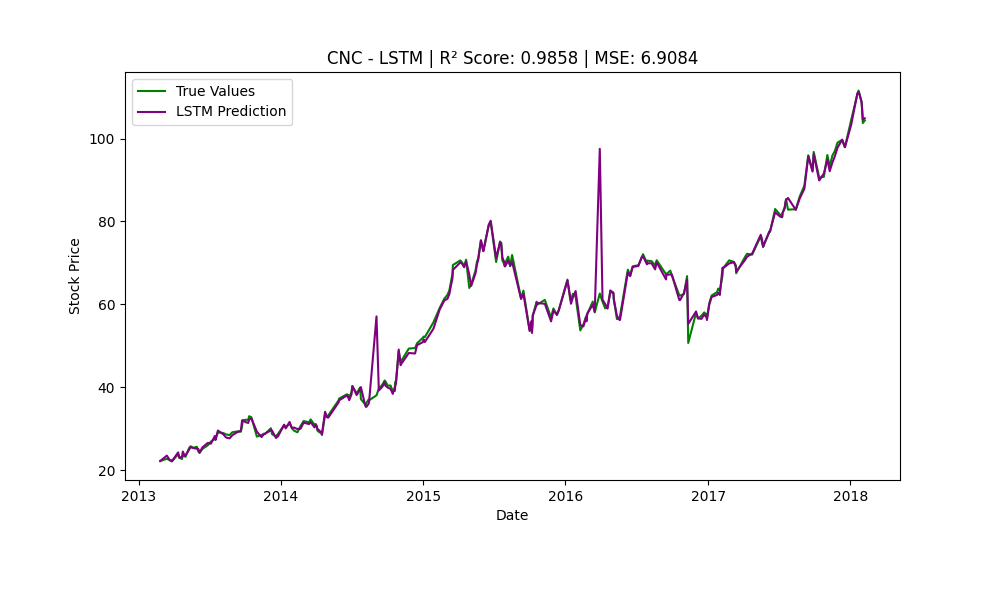 CNC - LSTM | R² Score: 0.9858 | MSE: 6.9084
True Values
LSTM Prediction
100
80
60
40
20
Stock Price
2013 2014 2015 2016 2017 2018
Date